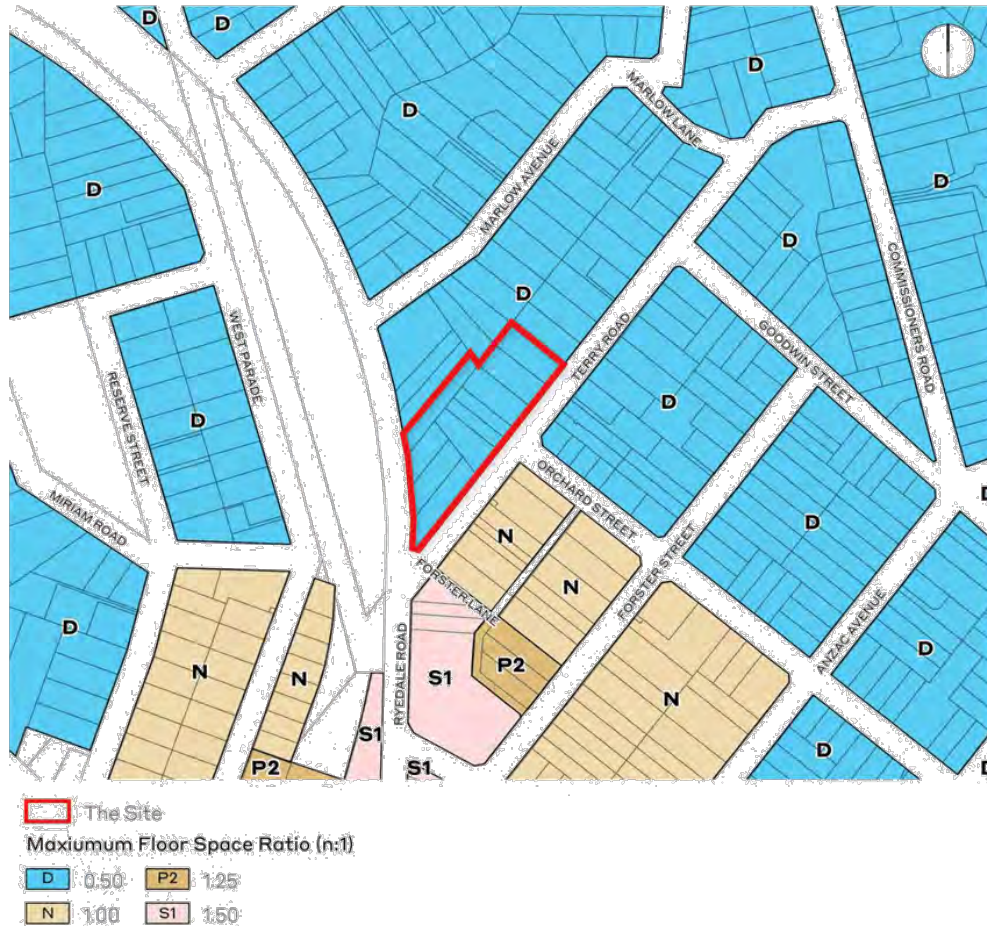 D
D
D
D
D
D
D
MARLOW LANE
MARLOW AVENUE
D
COMMISSIONERS ROAD
D
TERRY ROAD
GOODWIN STREET
WEST PARADE
RESERVE STREET
D
D
MIRIAM ROAD
ORCHARD STREET
D
D
N
N
FORSTER LANE
FORSTER STREET
ANZAC AVENUE
D
D
N
N
RYEDALE ROAD
S1
P2
N
S1
D
P2
S1
D
The Site
Maxiumum Floor Space Ratio (n:1)
D 0.50 P2 1.25
N 1.00 S1 1.50